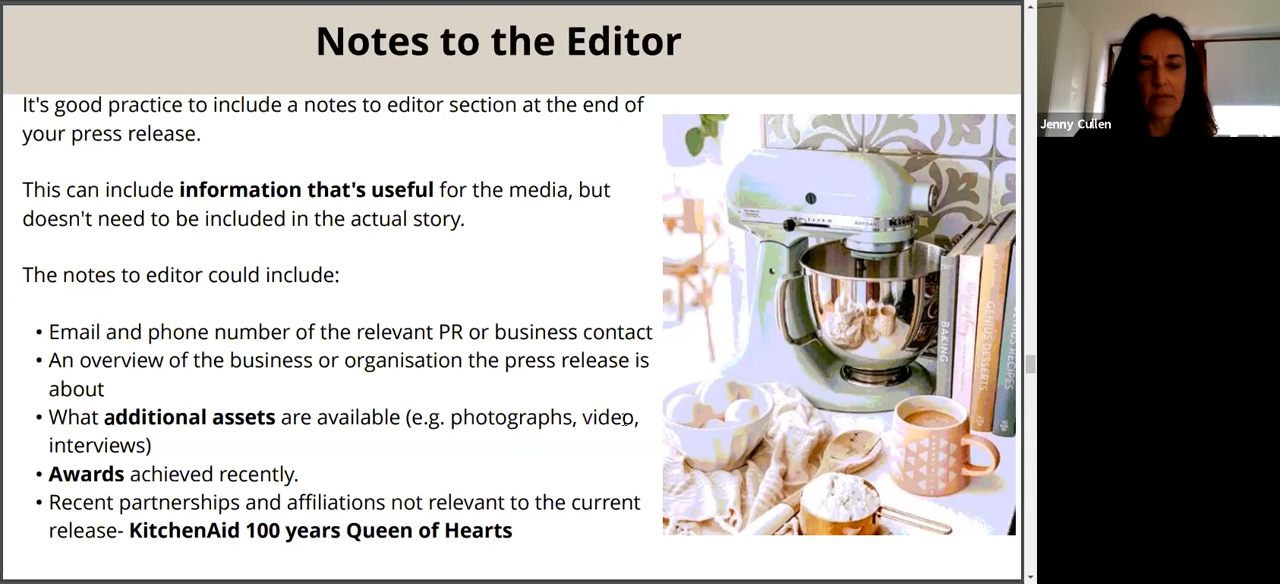 Notes to the Editor
It's good practice to include a notes to editor section at the end of
your press release.
This can include information that's useful for the media, but
doesn't need to be included in the actual story.
The notes to editor could include:
• Email and phone number of the relevant PR or business contact
• An overview of the business or organisation the press release is
about
• What additional assets are available (e.g. photographs, video,
interviews)
• Awards achieved recently.
• Recent partnerships and affiliations not relevant to the current
release- KitchenAid 100 years Queen of Hearts
BAKING
GENIUS DESSERTS
RECIPES
Jenny Cullen